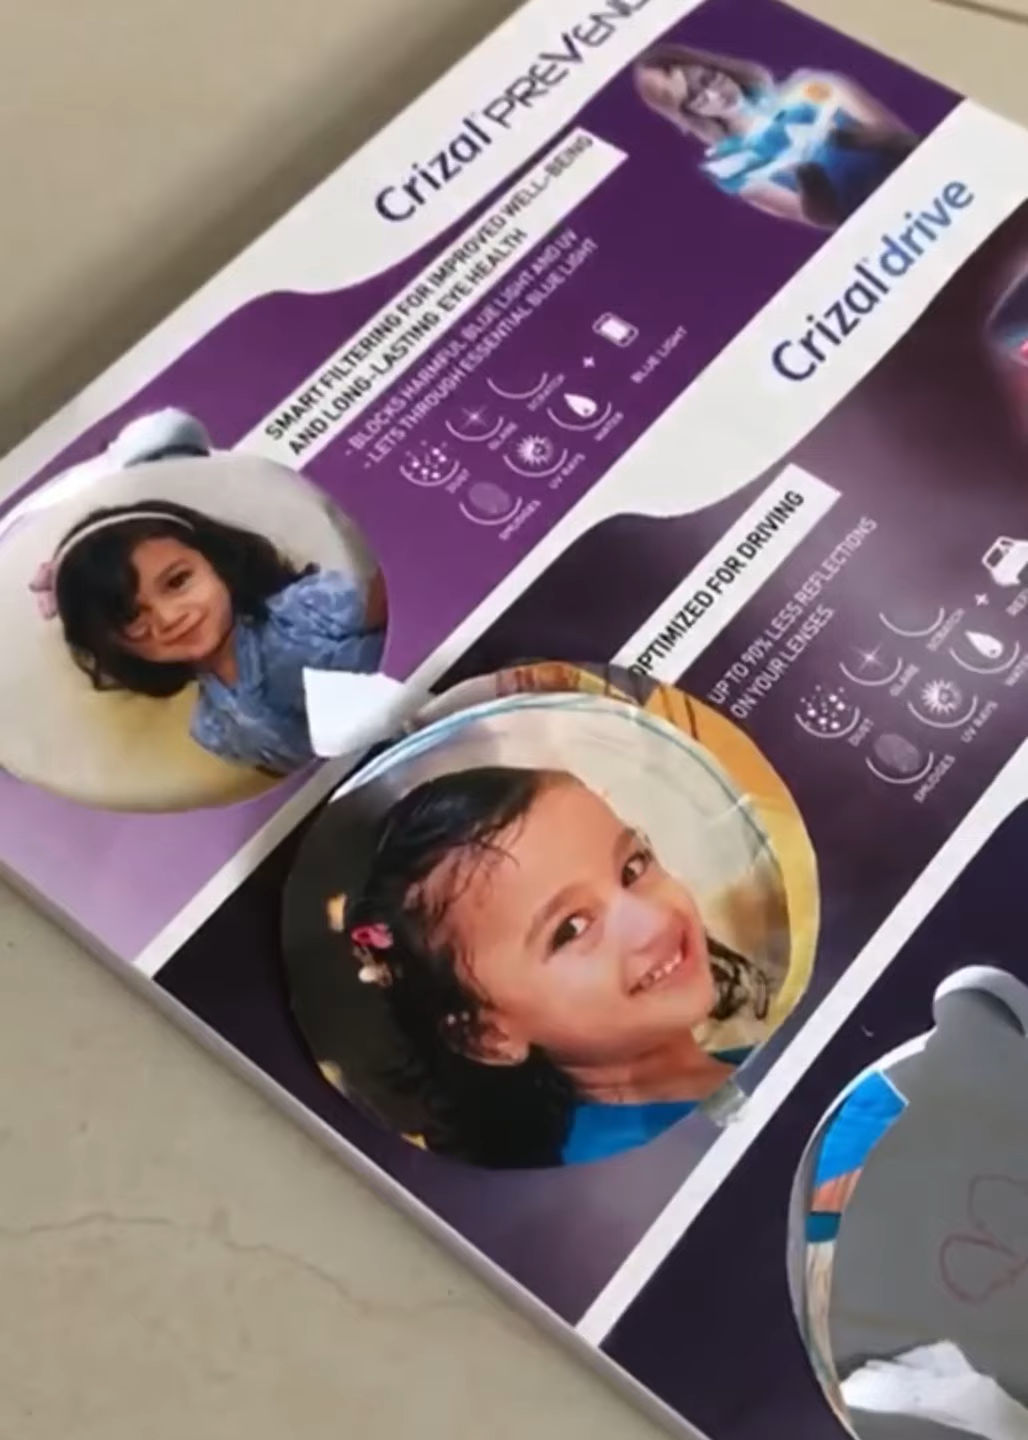 Crizal PREVENC
SMART FILTERING FOR IMPROVED WELL-BEING
AND LONG-LASTING EYE HEALTH
- BLOCKS HARMFUL BLUE LIGHT AND UV
- LETS THROUGH ESSENTIAL BLUE LIGHT
DUST
GLARE
SCRATCH
+
BLUE LIGHT
SMUDGES
UV RAYS
WATER
Crizal drive
OPTIMIZED FOR DRIVING
UP TO 90% LESS REFLECTIONS
ON YOUR LENSES
DUST
GLARE
SCRATCH
+
REF
SMUDGES
UV RAYS
WA